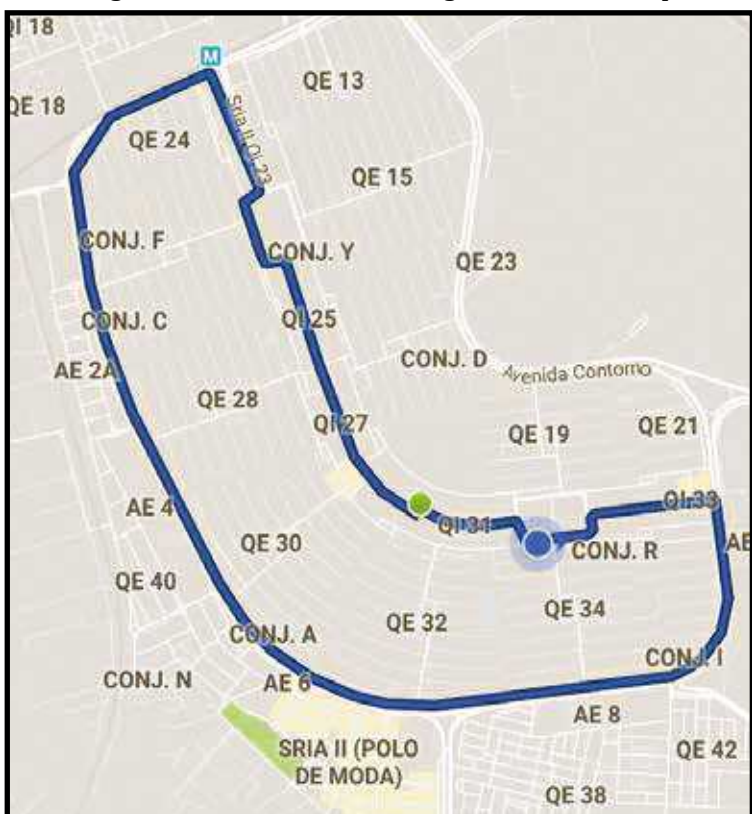 QI 18
M
QE 13
QE 18
QE 24
Sria II QI 23
QE 15
CONJ. F
CONJ. Y
QE 23
CONJ. C
QI 25
CONJ. D
AE 2A
Avenida Contorno
QE 28
QI 27
QE 19
QE 21
AE 4
QI 31
QI 33
QE 30
CONJ. R
AE
QE 40
QE 32
QE 34
CONJ. A
CONJ. N
AE 6
CONJ. I
AE 8
SRIA II (POLO
DE MODA)
QE 42
QE 38